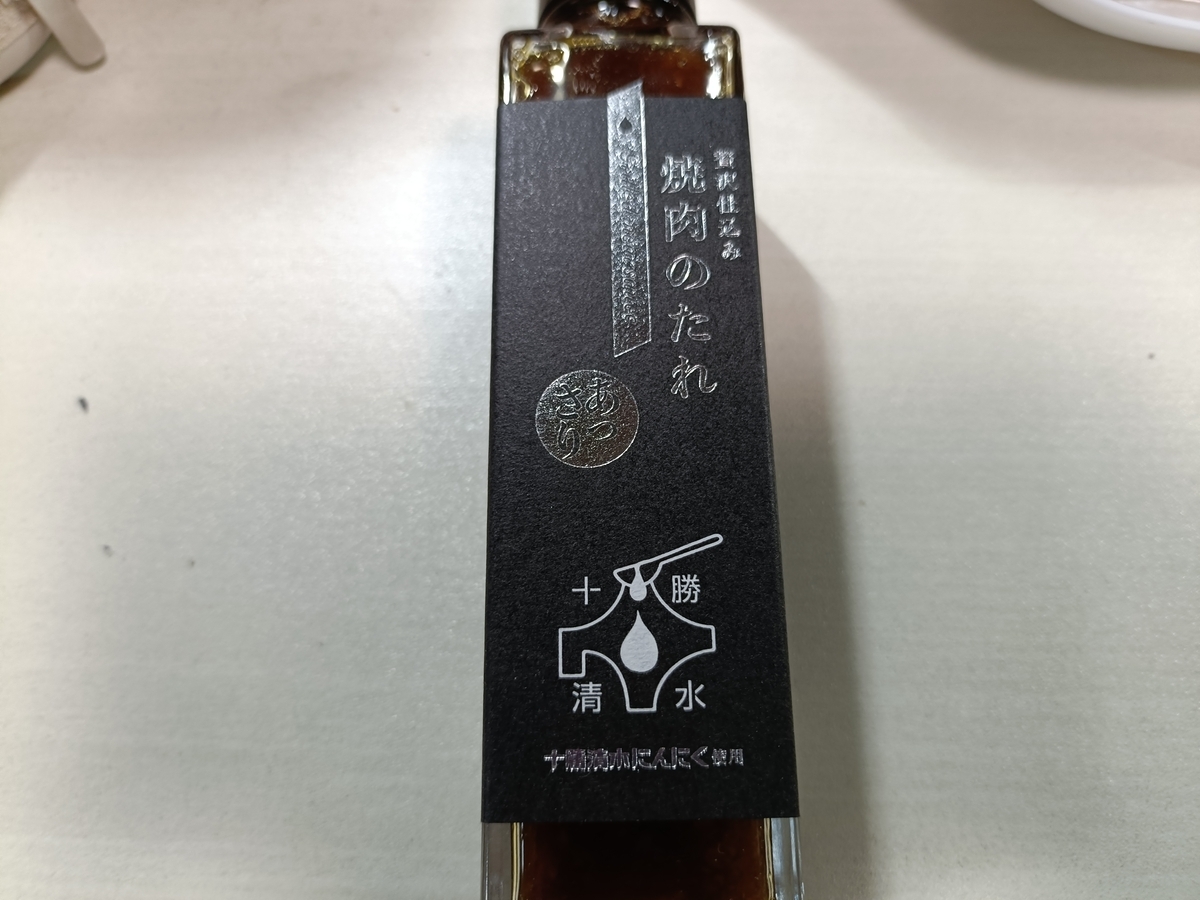 贅沢仕込み
焼肉のたれ
あっさり
十勝
清水
十勝清水にんにく使用